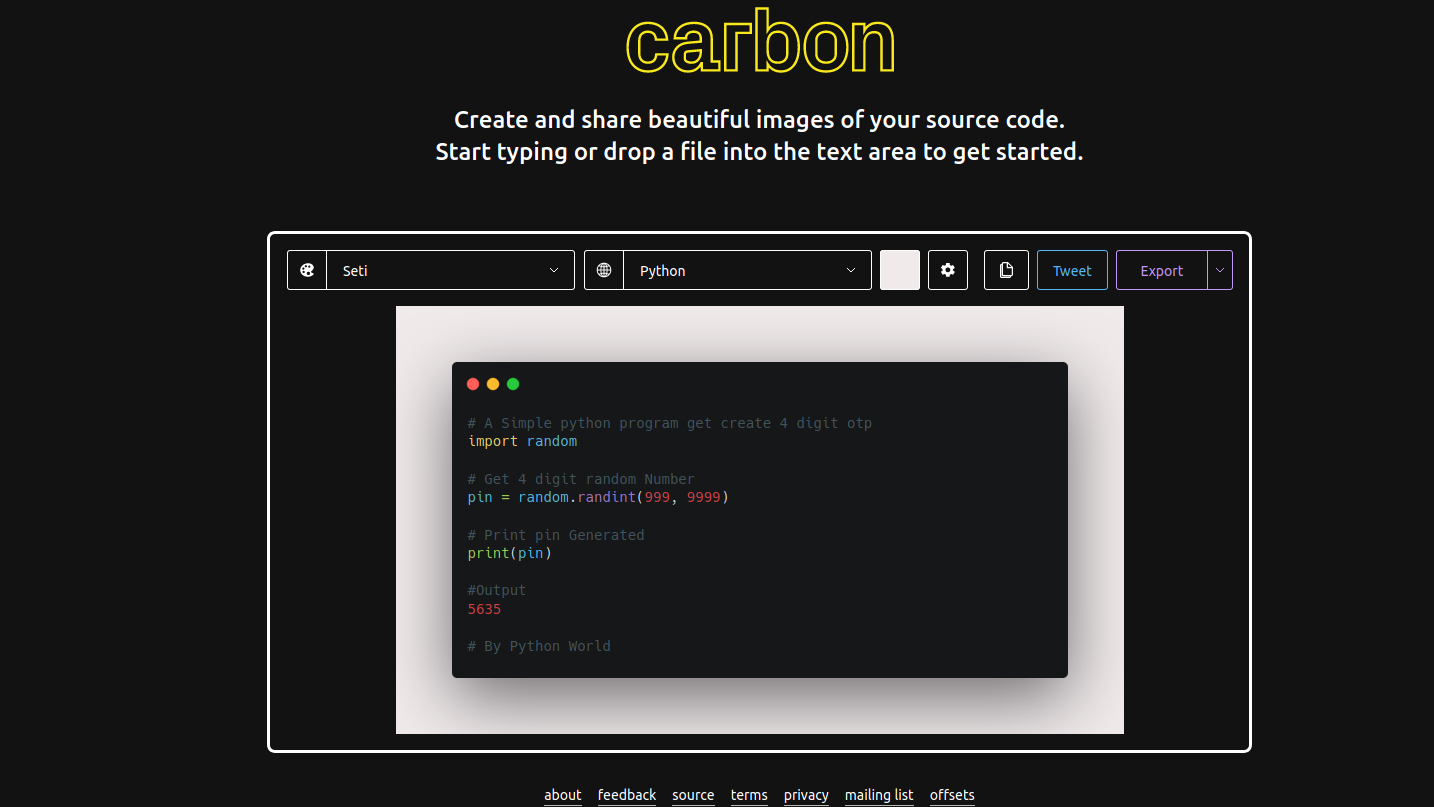 carbon
Create and share beautiful images of your source code.
Start typing or drop a file into the text area to get started.
Seti
Python
Tweet
Export
# A Simple python program get create 4 digit otp
import random
# Get 4 digit random Number
pin = random.randint(999, 9999)
# Print pin Generated
print(pin)
#Output
5635
# By Python World
about feedback source terms privacy mailing list offsets